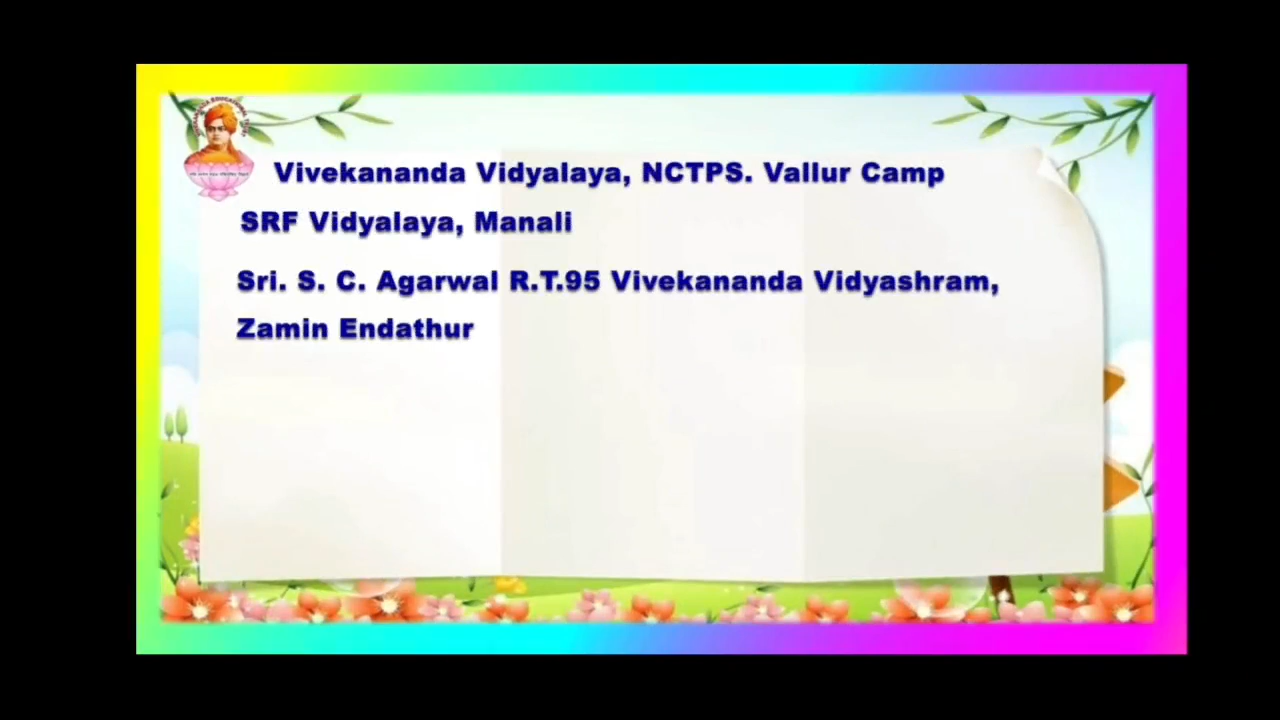 Vivekananda Vidyalaya, NCTPS. Vallur Camp
SRF Vidyalaya, Manali
Sri. S. C. Agarwal R.T.95 Vivekananda Vidyashram,
Zamin Endathur